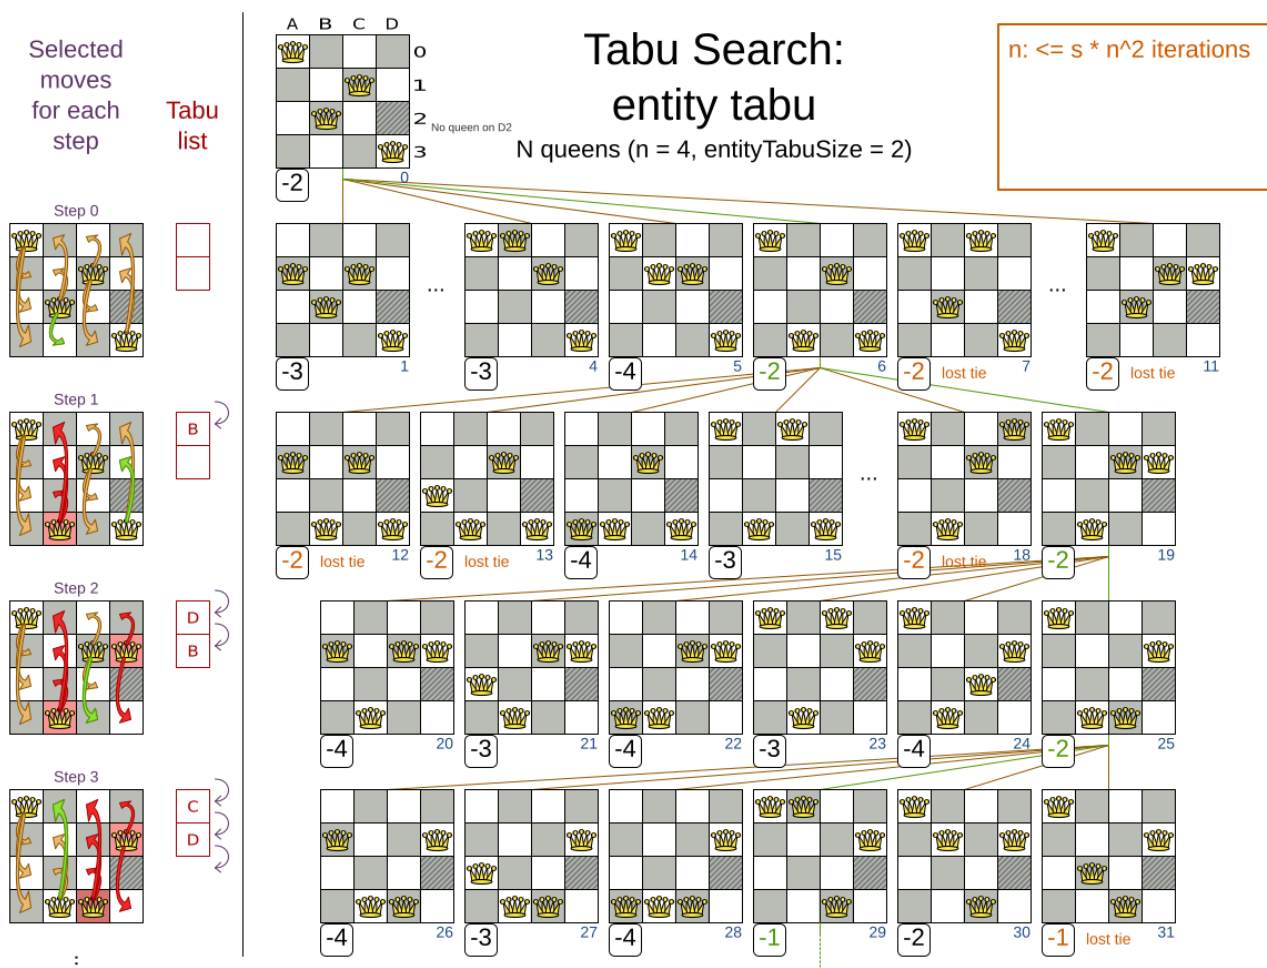 Selected
moves
for each
step
Tabu
list
A B C D
0
1
2
3
No queen on D2
-2
0
Tabu Search:
entity tabu
N queens (n = 4, entityTabuSize = 2)
n: <= s * n^2 iterations
Step 0
...
...
-3
1
-3
4
-4
5
-2
6
-2 lost tie 7
-2 lost tie 11
Step 1
B
...
-2 lost tie 12
-2 lost tie 13
-4
14
-3
15
-2 lost tie 18
-2
19
Step 2
D
B
-4
20
-3
21
-4
22
-3
23
-4
24
-2
25
Step 3
C
D
-4
26
-3
27
-4
28
-1
29
-2
30
-1 lost tie 31
: